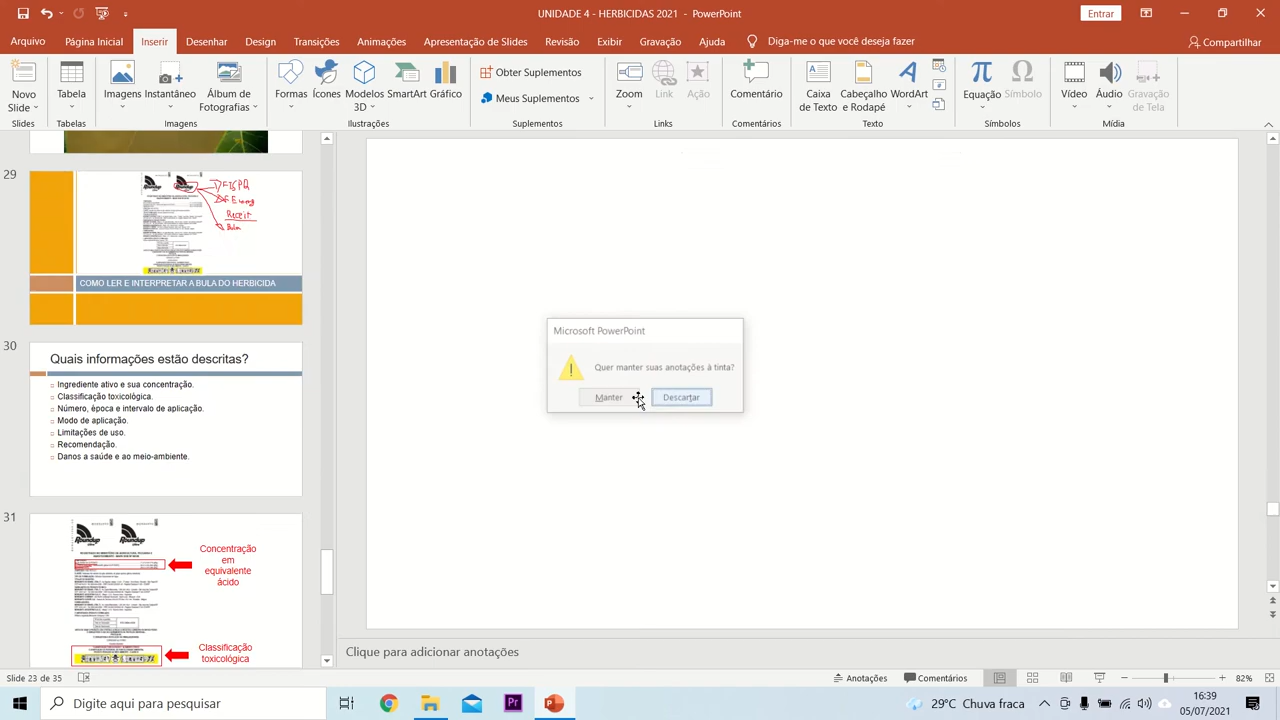 UNIDADE 4 - HERBICIDAS 2021 - PowerPoint
Entrar
Arquivo
Página Inicial
Inserir
Desenhar
Design
Transições
Animações
Apresentação de Slides
Revisão
Exibir
Gravação
Ajuda
Diga-me o que você deseja fazer
Compartilhar
Novo Slide
Tabela
Imagens
Instantâneo
Álbum de Fotografias
Formas
Ícones
Modelos 3D
SmartArt
Gráfico
Obter Suplementos
Meus Suplementos
Zoom
Link
Ação
Comentário
Caixa de Texto
Cabeçalho e Rodapé
WordArt
Equação
Símbolo
Vídeo
Áudio
Gravação de Tela
Slides
Tabelas
Imagens
Ilustrações
Suplementos
Links
Comentários
Texto
Símbolos
Mídia
29
Roundup
Roundup
COMO LER E INTERPRETAR A BULA DO HERBICIDA
30
Quais informações estão descritas?
Ingrediente ativo e sua concentração.
Classificação toxicológica.
Número, época e intervalo de aplicação.
Modo de aplicação.
Limitações de uso.
Recomendação.
Danos a saúde e ao meio-ambiente.
31
Roundup
Roundup
Concentração
em
equivalente
ácido
Classificação
toxicológica
Microsoft PowerPoint
Quer manter suas anotações à tinta?
Manter
Descartar
Clique para adicionar anotações
Slide 23 de 35
Anotações
Comentários
82%
Digite aqui para pesquisar
Pr
29°C Chuva fraca
16:39
05/07/2021